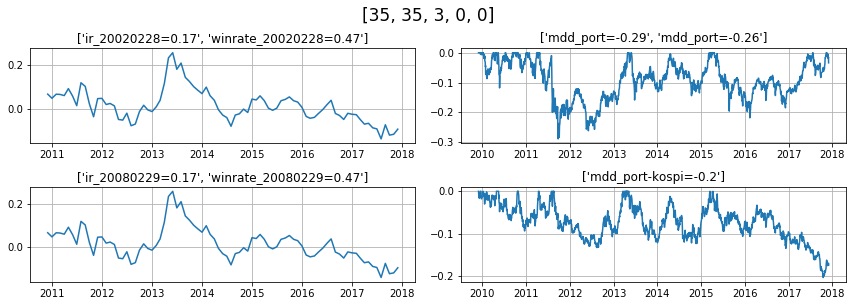 [35, 35, 3, 0, 0]
['ir_20020228=0.17', 'winrate_20020228=0.47']
0.2
0.0
2011 2012 2013 2014 2015 2016 2017 2018
['mdd_port=-0.29', 'mdd_port=-0.26']
0.0
−0.1
−0.2
−0.3
2010 2011 2012 2013 2014 2015 2016 2017 2018
['ir_20080229=0.17', 'winrate_20080229=0.47']
0.2
0.0
2011 2012 2013 2014 2015 2016 2017 2018
['mdd_port-kospi=-0.2']
0.0
−0.1
−0.2
2010 2011 2012 2013 2014 2015 2016 2017 2018